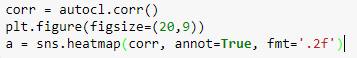 corr = autocl.corr()
plt.figure(figsize=(20,9))
a = sns.heatmap(corr, annot=True, fmt='.2f')